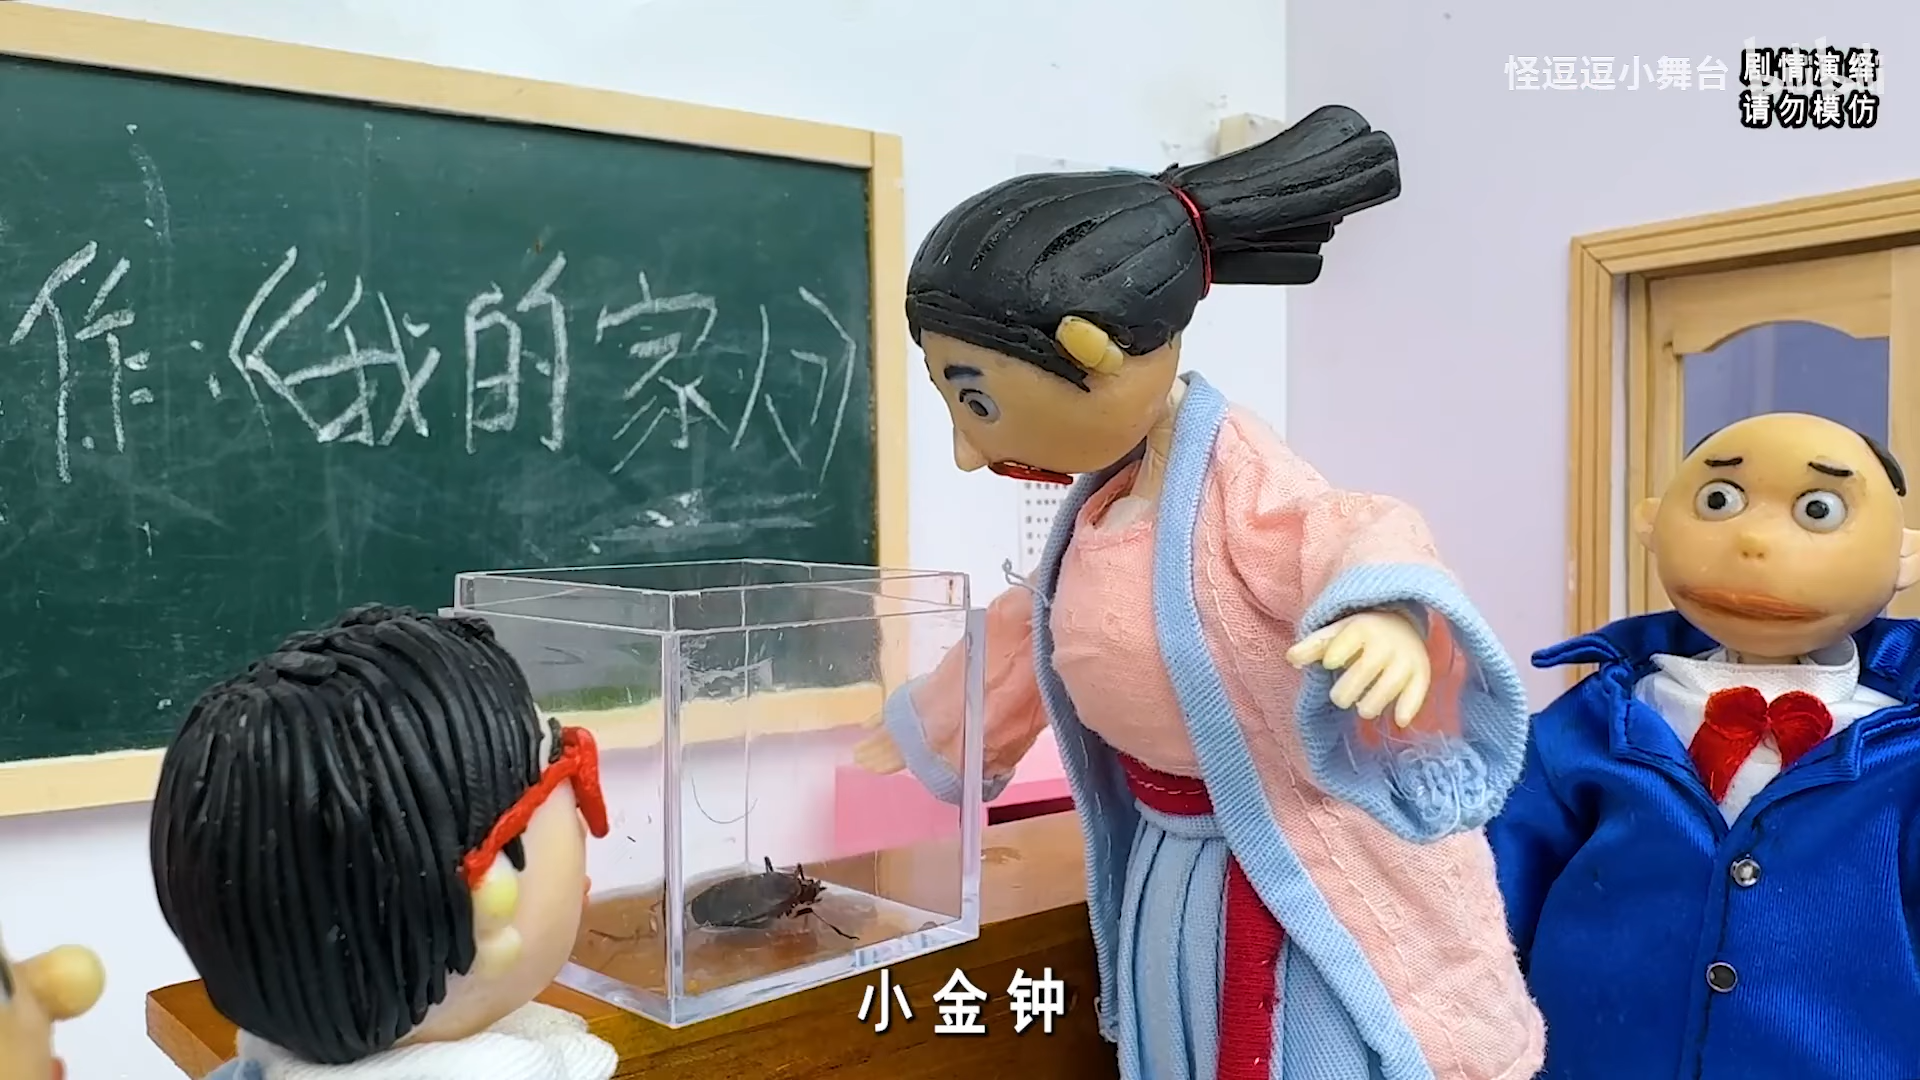 怪逗逗小舞台
剧情演绎
请勿模仿
作:《我的家人》
小金钟